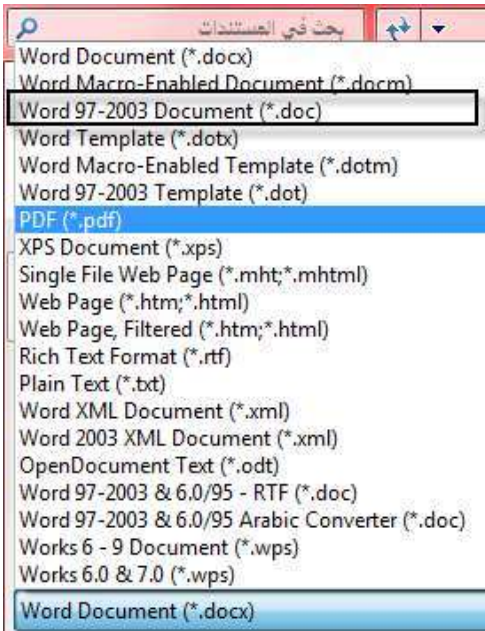 بحث في المستندات
Word Document (*.docx)
Word Macro-Enabled Document (*.docm)
Word 97-2003 Document (*.doc)
Word Template (*.dotx)
Word Macro-Enabled Template (*.dotm)
Word 97-2003 Template (*.dot)
PDF (*.pdf)
XPS Document (*.xps)
Single File Web Page (*.mht;*.mhtml)
Web Page (*.htm;*.html)
Web Page, Filtered (*.htm;*.html)
Rich Text Format (*.rtf)
Plain Text (*.txt)
Word XML Document (*.xml)
Word 2003 XML Document (*.xml)
OpenDocument Text (*.odt)
Word 97-2003 & 6.0/95 - RTF (*.doc)
Word 97-2003 & 6.0/95 Arabic Converter (*.doc)
Works 6 - 9 Document (*.wps)
Works 6.0 & 7.0 (*.wps)
Word Document (*.docx)